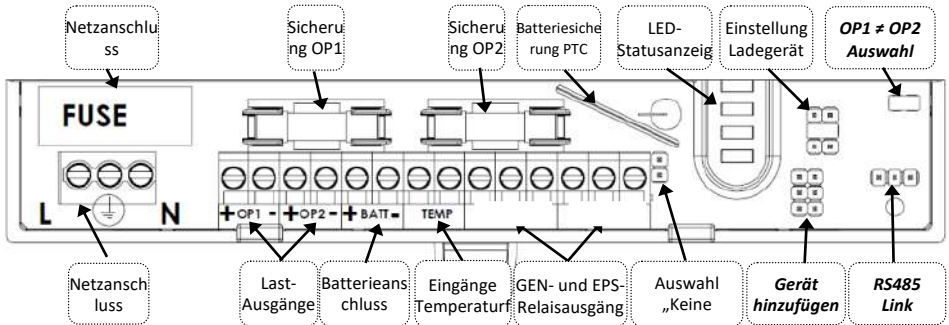 Netzanschlu
ss
Sicheru
ng OP1
Sicheru
ng OP2
Batteriesiche
rung PTC
LED-
Statusanzeig
Einstellung
Ladegerät
OP1 ≠ OP2
Auswahl
FUSE
L
N
+ OP1 -
+ OP2 -
+ BATT -
TEMP
Netzansch
luss
Last-
Ausgänge
Batterieans
chluss
Eingänge
Temperaturf
GEN- und EPS-
Relaisausgäng
Auswahl
„Keine
Gerät
hinzufügen
RS485
Link